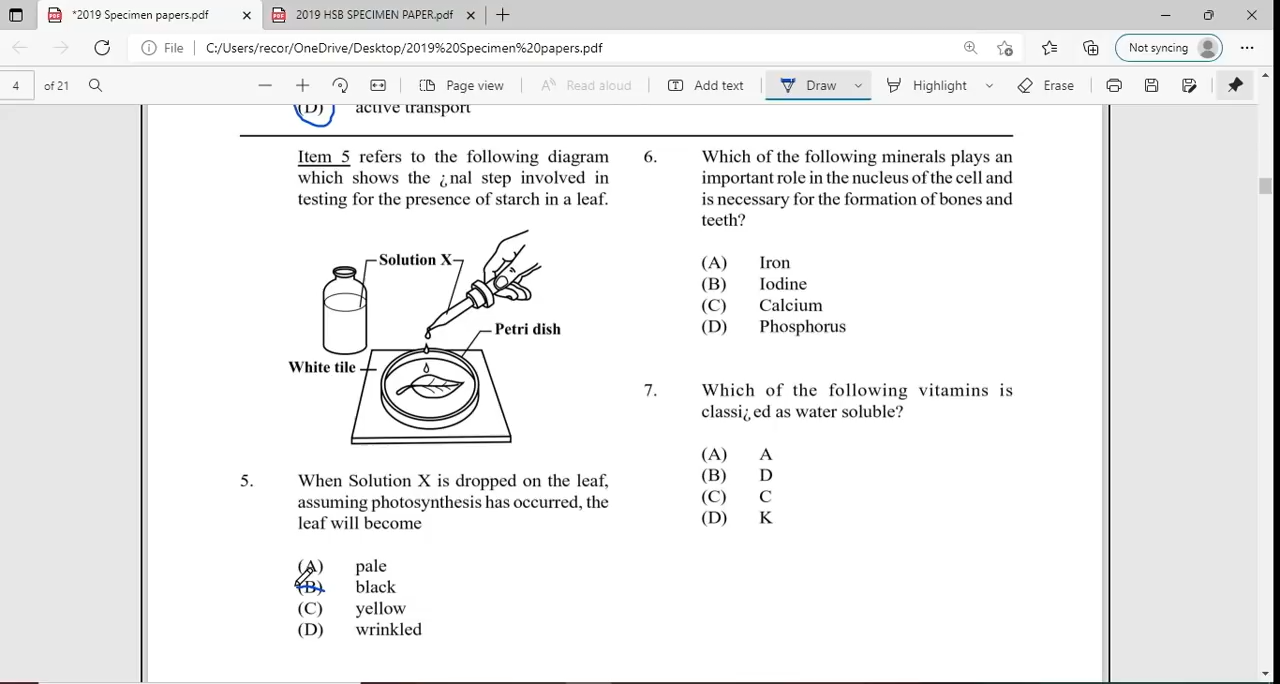 *2019 Specimen papers.pdf
2019 HSB SPECIMEN PAPER.pdf
File
C:/Users/recor/OneDrive/Desktop/2019%20Specimen%20papers.pdf
Not syncing
4 of 21
Page view
Read aloud
Add text
Draw
Highlight
Erase
(D) active transport
Item 5 refers to the following diagram
which shows the ¿nal step involved in
testing for the presence of starch in a leaf.
Solution X
Petri dish
White tile
5. When Solution X is dropped on the leaf,
assuming photosynthesis has occurred, the
leaf will become
(A) pale
(B) black
(C) yellow
(D) wrinkled
6. Which of the following minerals plays an
important role in the nucleus of the cell and
is necessary for the formation of bones and
teeth?
(A) Iron
(B) Iodine
(C) Calcium
(D) Phosphorus
7. Which of the following vitamins is
classi¿ed as water soluble?
(A) A
(B) D
(C) C
(D) K